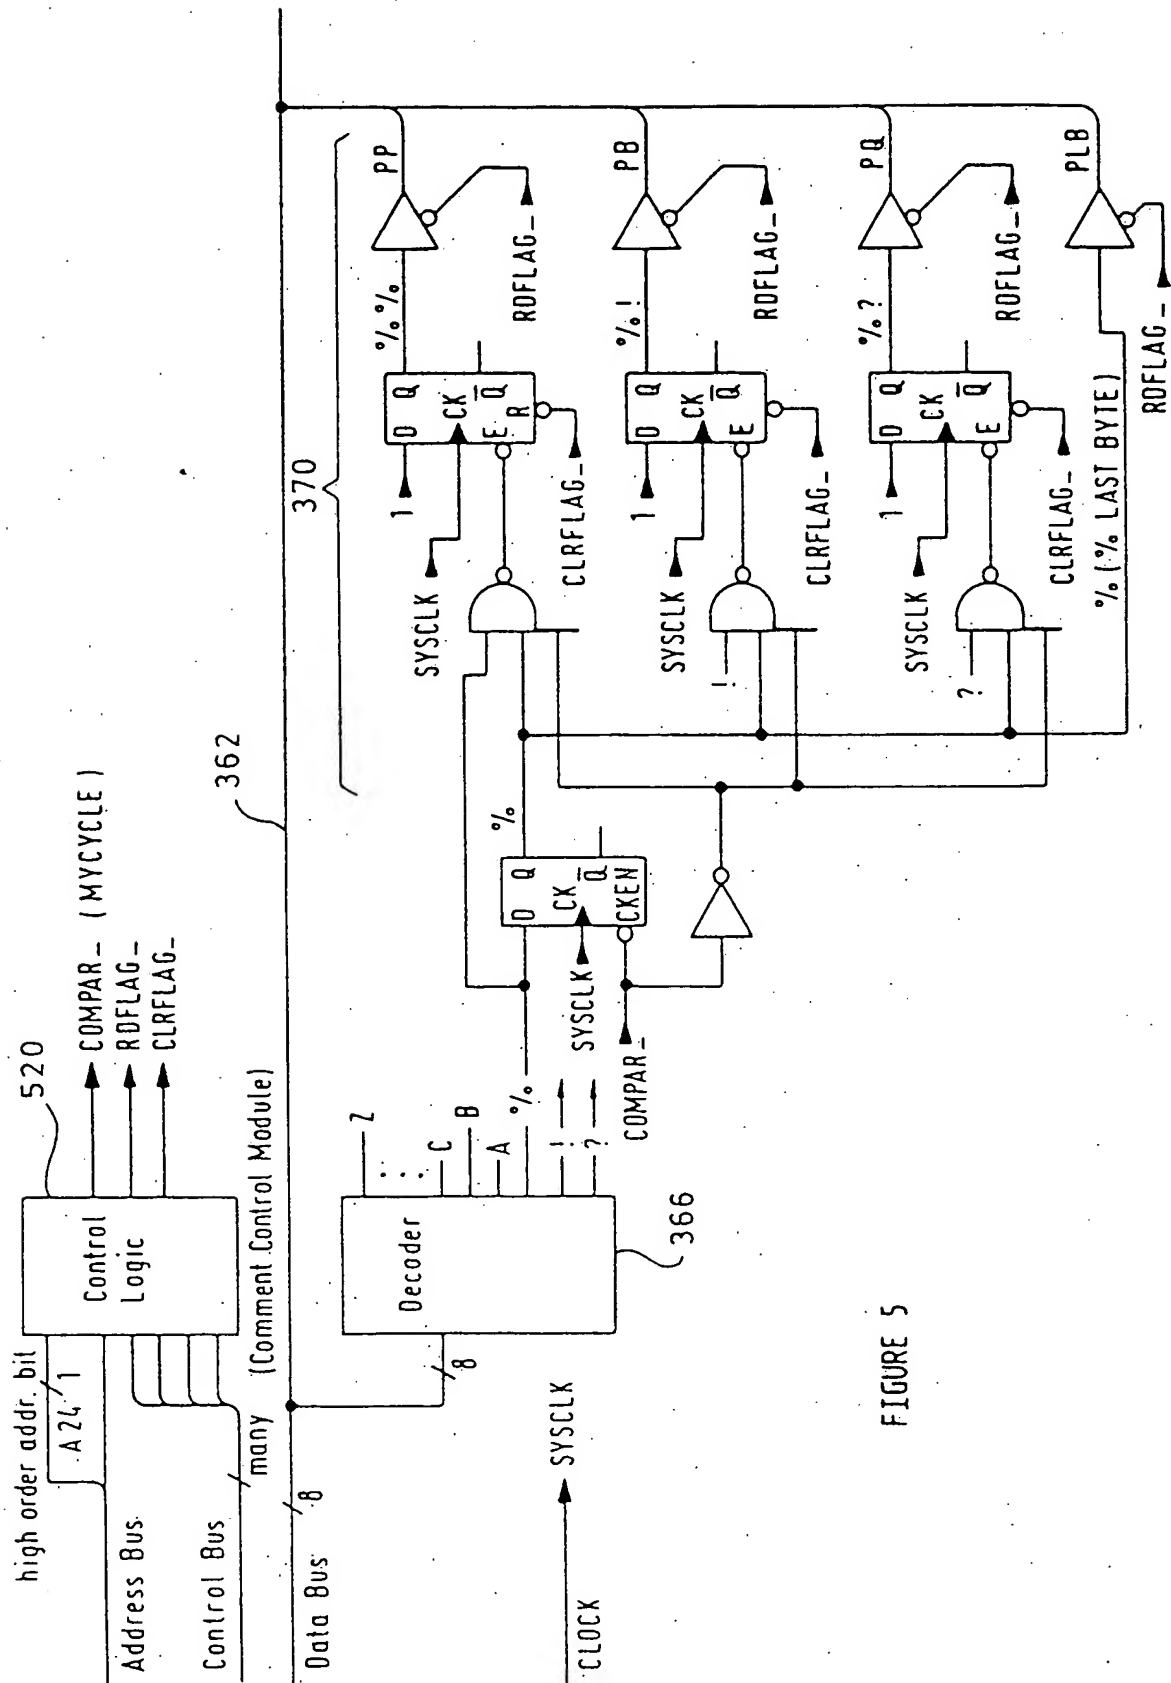 high order addr. bit
A24
1
Address Bus
Control Bus
many
Control
Logic
520
COMPAR_ (MYCYCLE)
RDFLAG_
CLRFLAG_
(Comment Control Module)
362
Data Bus
8
8
Decoder
366
Z
C
B
A
%
!
?
CLOCK
SYSCLK
SYSCLK
COMPAR_
D Q
CK
Q
CKEN
%
370
SYSCLK
1
D Q
CK
E Q
R
CLRFLAG_
%%
PP
RDFLAG_
!
SYSCLK
1
D Q
CK
E Q
CLRFLAG_
%!
PB
RDFLAG_
?
SYSCLK
1
D Q
CK
E Q
CLRFLAG_
%?
PQ
RDFLAG_
% (% LAST BYTE)
PLB
RDFLAG_
FIGURE 5